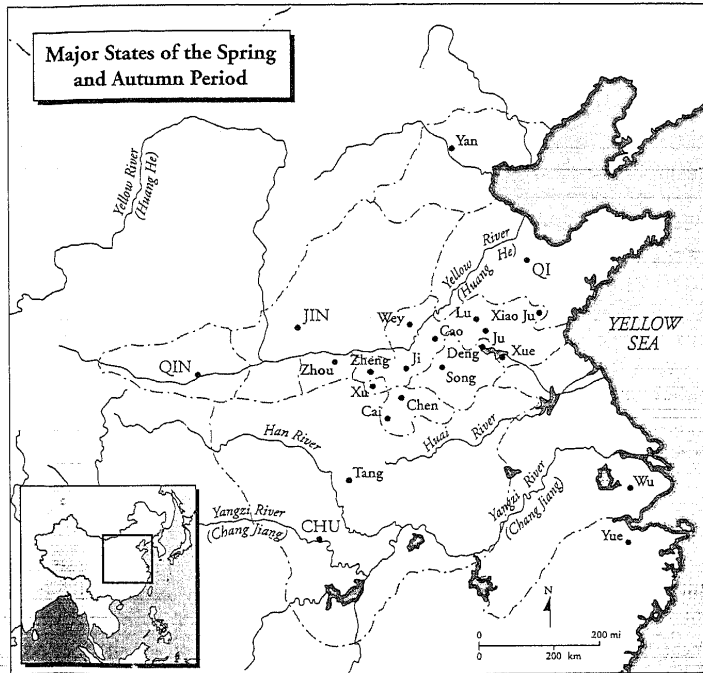 Major States of the Spring
and Autumn Period
Yan
Yellow River
(Huang He)
Yellow River
(Huang He)
QI
JIN
Wey
Lu
Xiao Ju
Cao
Ju
YELLOW
SEA
Deng
Xue
QIN
Zhou
Zheng
Ji
Song
Xu
Chen
Cai
Han River
Huai River
Tang
Yangzi River
(Chang Jiang)
Wu
Yangzi River
(Chang Jiang)
CHU
Yue
N
0
200 mi
0
200 km